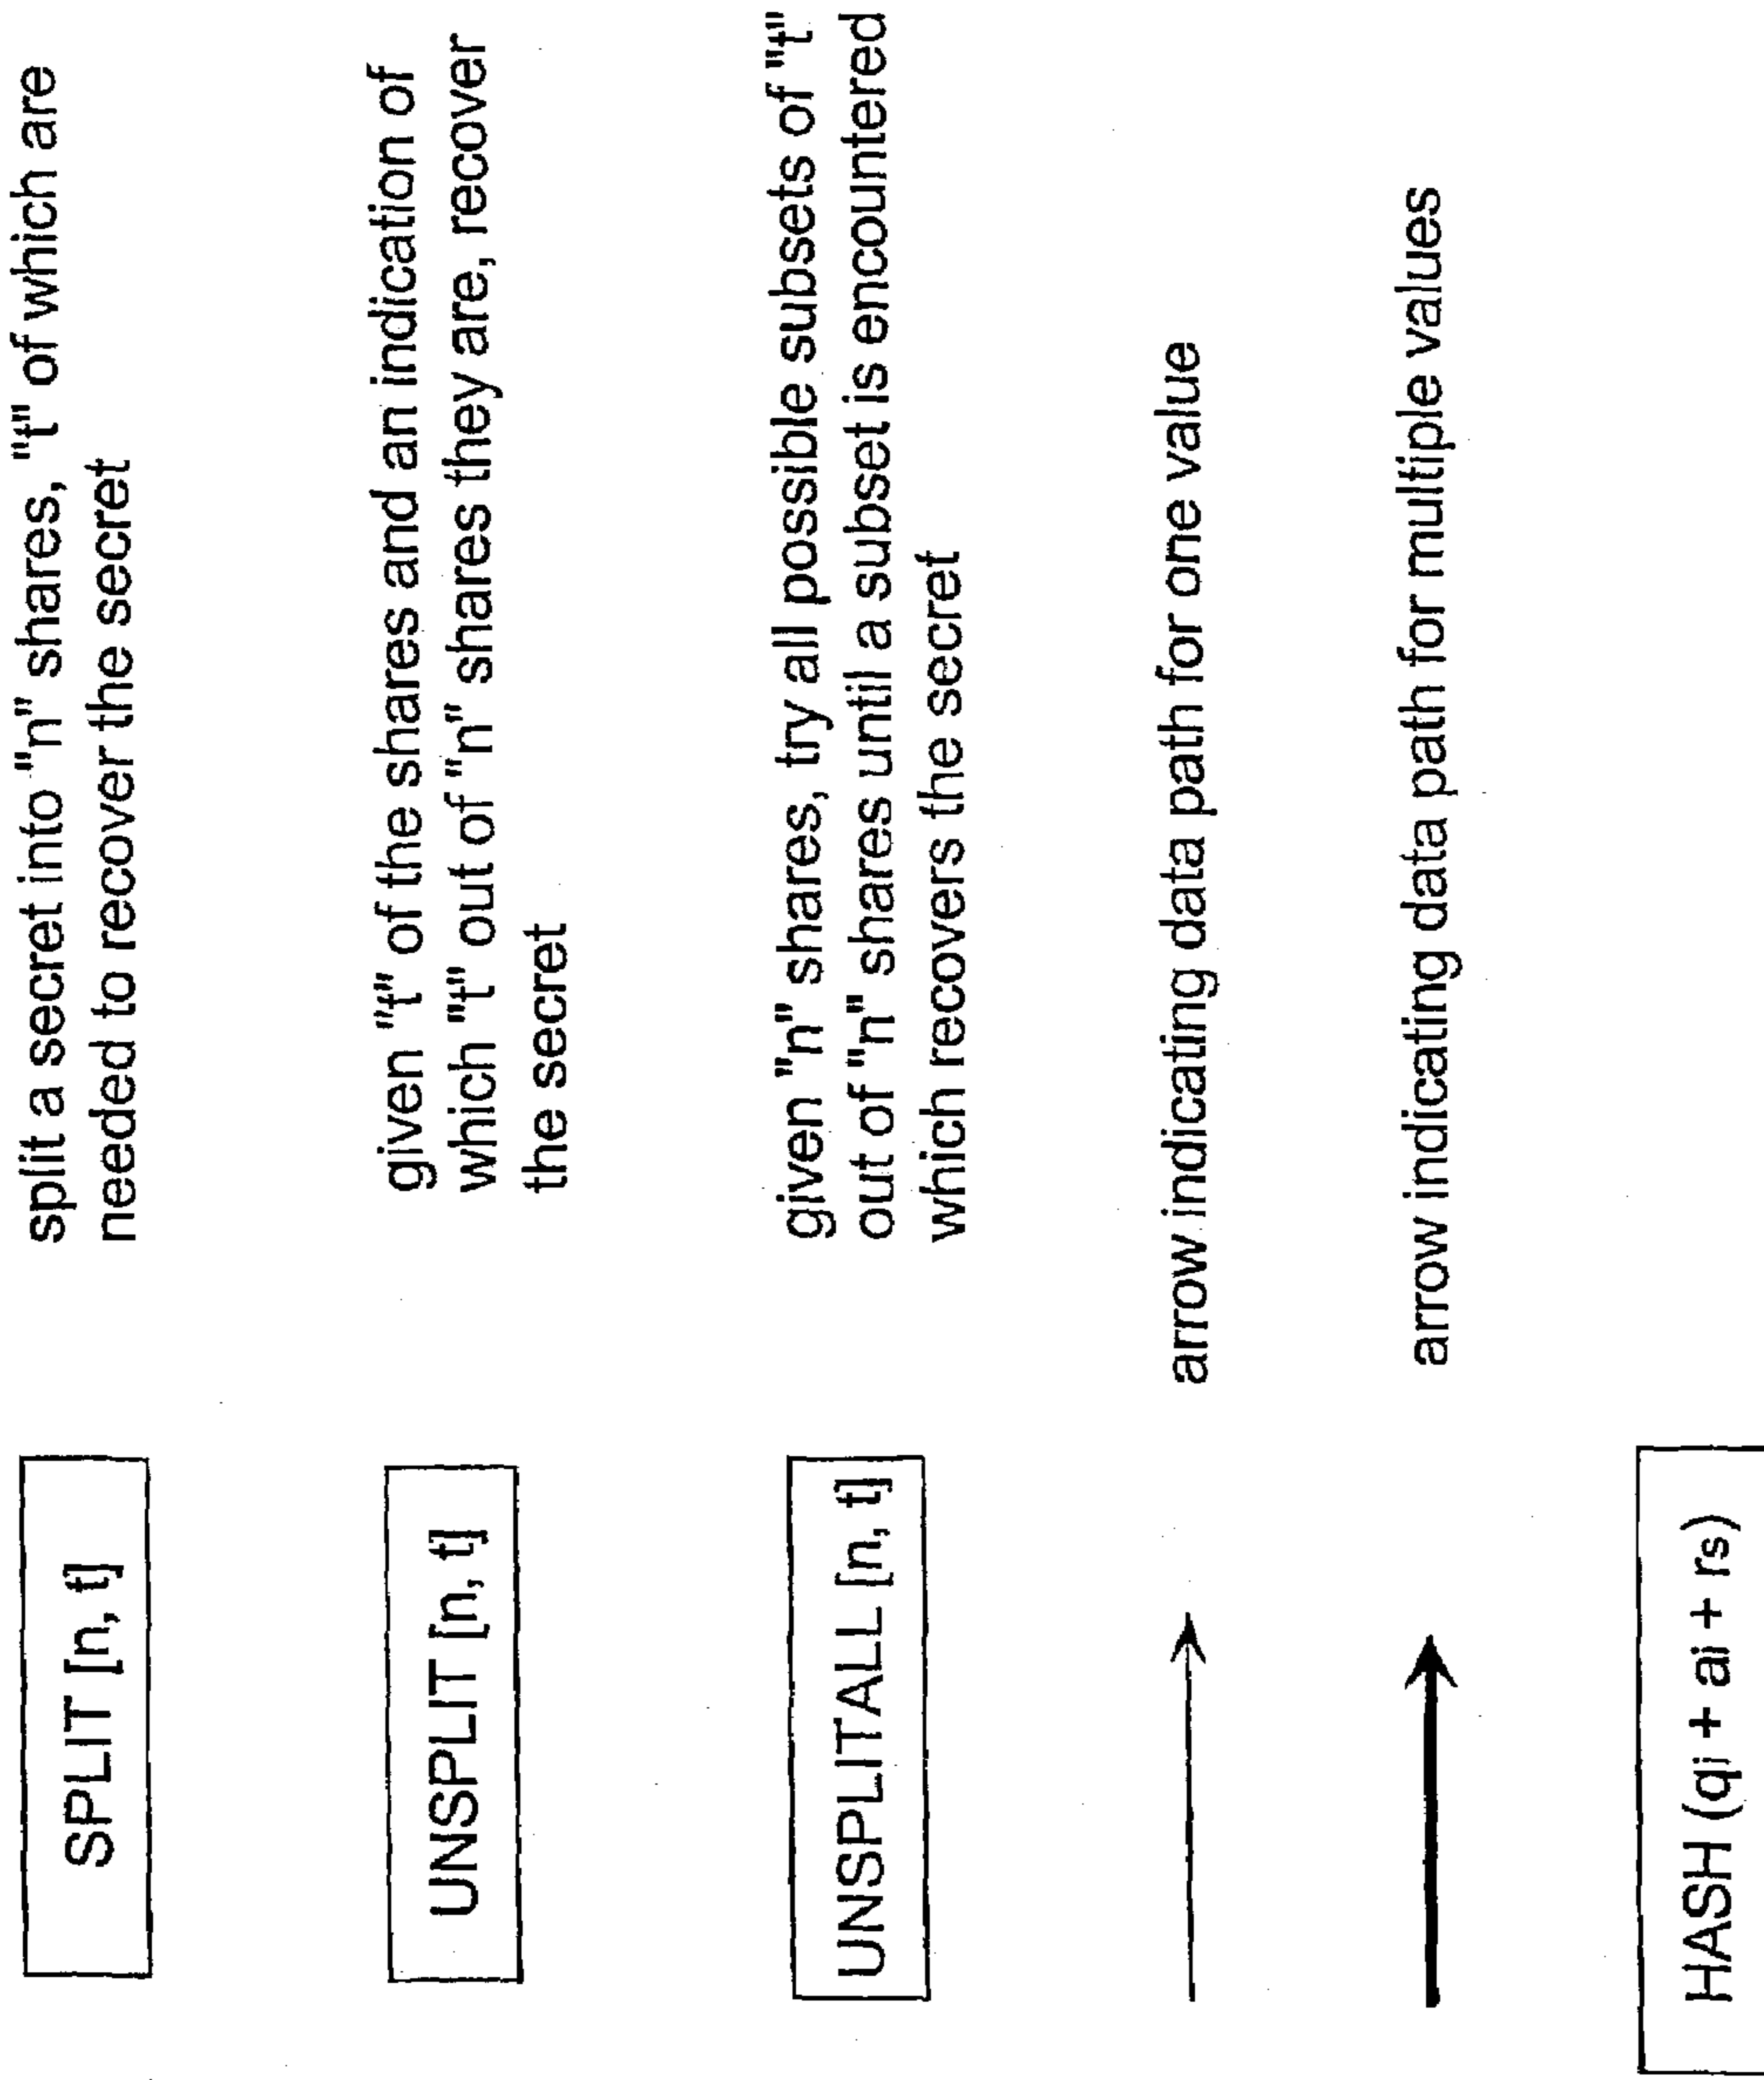 SPLIT [n, t]
split a secret into "n" shares, "t" of which are
needed to recover the secret
UNSPLIT [n, t]
given "t" of the shares and an indication of
which "t" out of "n" shares they are, recover
the secret
UNSPLITALL [n, t]
given "n" shares, try all possible subsets of "t"
out of "n" shares until a subset is encountered
which recovers the secret
arrow indicating data path for one value
arrow indicating data path for multiple values
HASH (qi + ai + rs)